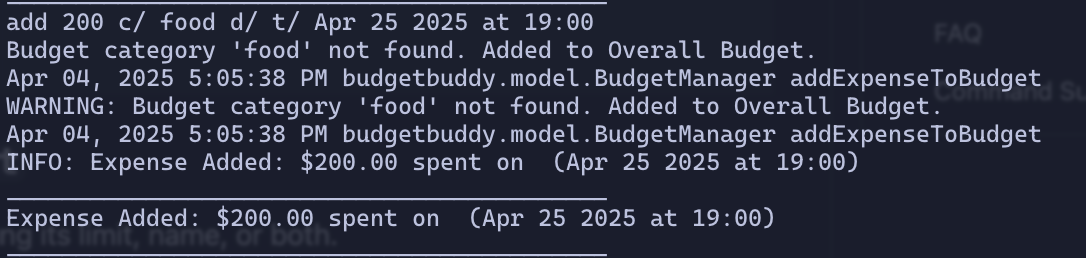 add 200 c/ food d/ t/ Apr 25 2025 at 19:00
FAQ
Budget category 'food' not found. Added to Overall Budget.
Apr 04, 2025 5:05:38 PM budgetbuddy.model.BudgetManager addExpenseToBudget
Command Su
WARNING: Budget category 'food' not found. Added to Overall Budget.
Apr 04, 2025 5:05:38 PM budgetbuddy.model.BudgetManager addExpenseToBudget
INFO: Expense Added: $200.00 spent on  (Apr 25 2025 at 19:00)
Expense Added: $200.00 spent on  (Apr 25 2025 at 19:00)
ng its limit, name, or both.